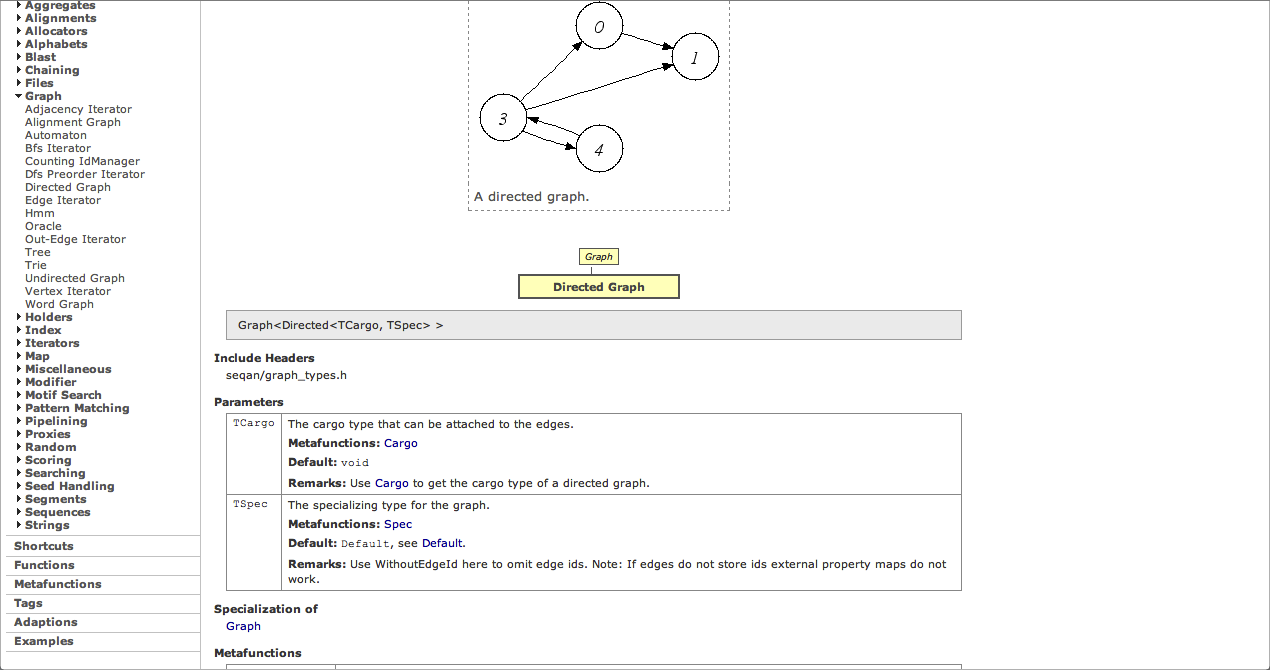 Aggregates
Alignments
Allocators
Alphabets
Blast
Chaining
Files
Graph
Adjacency Iterator
Alignment Graph
Automaton
Bfs Iterator
Counting IdManager
Dfs Preorder Iterator
Directed Graph
Edge Iterator
Hmm
Oracle
Out-Edge Iterator
Tree
Trie
Undirected Graph
Vertex Iterator
Word Graph
Holders
Index
Iterators
Map
Miscellaneous
Modifier
Motif Search
Pattern Matching
Pipelining
Proxies
Random
Scoring
Searching
Seed Handling
Segments
Sequences
Strings
Shortcuts
Functions
Metafunctions
Tags
Adaptions
Examples
0
1
3
4
A directed graph.
Graph
Directed Graph
Graph<Directed<TCargo, TSpec> >
Include Headers
seqan/graph_types.h
Parameters
TCargo The cargo type that can be attached to the edges.
Metafunctions: Cargo
Default: void
Remarks: Use Cargo to get the cargo type of a directed graph.
TSpec The specializing type for the graph.
Metafunctions: Spec
Default: Default, see Default.
Remarks: Use WithoutEdgeId here to omit edge ids. Note: If edges do not store ids external property maps do not
work.
Specialization of
Graph
Metafunctions